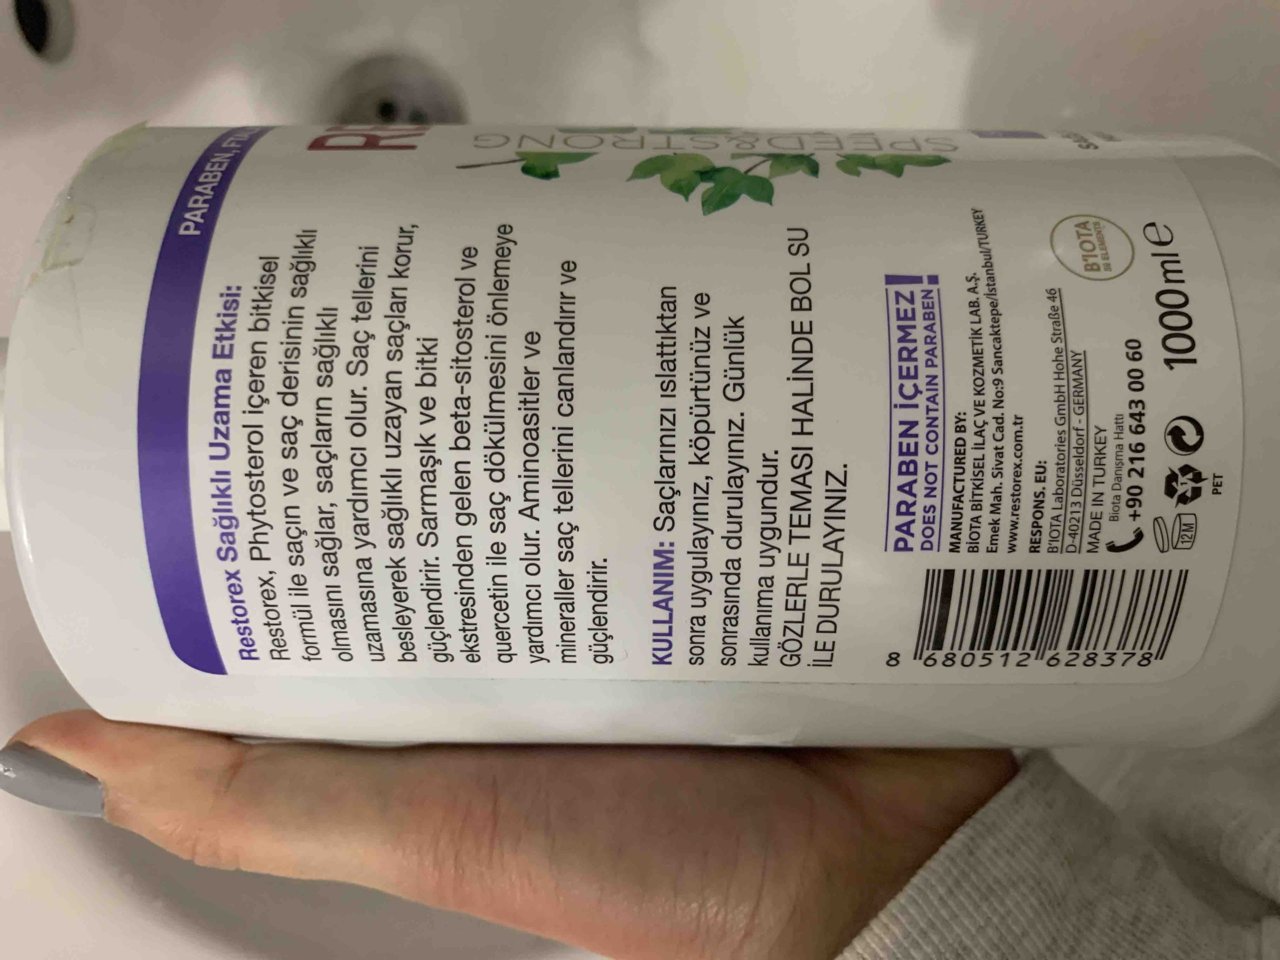 PARABEN,
Restorex Sağlıklı Uzama Etkisi:
Restorex, Phytosterol içeren bitkisel
formül ile saçın ve saç derisinin sağlıklı
olmasını sağlar, saçların sağlıklı
uzamasına yardımcı olur. Saç tellerini
besleyerek sağlıklı uzayan saçları korur,
güçlendirir. Sarmaşık ve bitki
ekstresinden gelen beta-sitosterol ve
quercetin ile saç dökülmesini önlemeye
yardımcı olur. Aminoasitler ve
mineraller saç tellerini canlandırır ve
güçlendirir.
KULLANIM: Saçlarınızı ıslattıktan
sonra uygulayınız, köpürtünüz ve
sonrasında durulayınız. Günlük
kullanıma uygundur.
GÖZLERLE TEMASI HALİNDE BOL SU
İLE DURULAYINIZ.
PARABEN İÇERMEZ!
DOES NOT CONTAIN PARABEN
MANUFACTURED BY:
BİOTA BİTKİSEL İLAÇ VE KOZMETİK LAB. A.Ş.
Emek Mah. Sivat Cad. No:9 Sancaktepe/İstanbul/TURKEY
www.restorex.com.tr
RESPONS. EU:
B'IOTA Laboratories GmbH Hohe Straße 46
D-40213 Düsseldorf - GERMANY
MADE IN TURKEY
Biota Danışma Hattı
+90 216 643 00 60
12M
PET
1000ml e
B'IOTA
8 680512 628378
SPEED
& STRONG